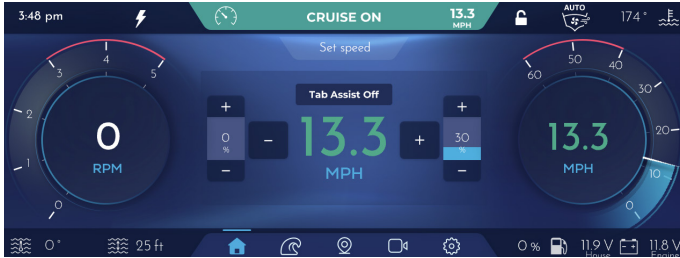 3:48 pm
CRUISE ON
13.3
MPH
AUTO
174°
Set speed
Tab Assist Off
0
1
2
3
4
5
0
RPM
+
0
%
−
−
13.3
MPH
+
+
30
%
−
0
10
20
30
40
50
60
13.3
MPH
0°
25 ft
0 %
11.9 V
House
11.8 V
Engine